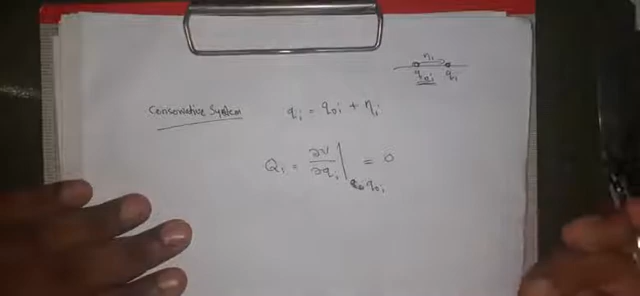 η_i
q_0i q_i
Conservative System q_i = q_0i + η_i
Q_i = ∂V/∂q_i | q_0i = 0